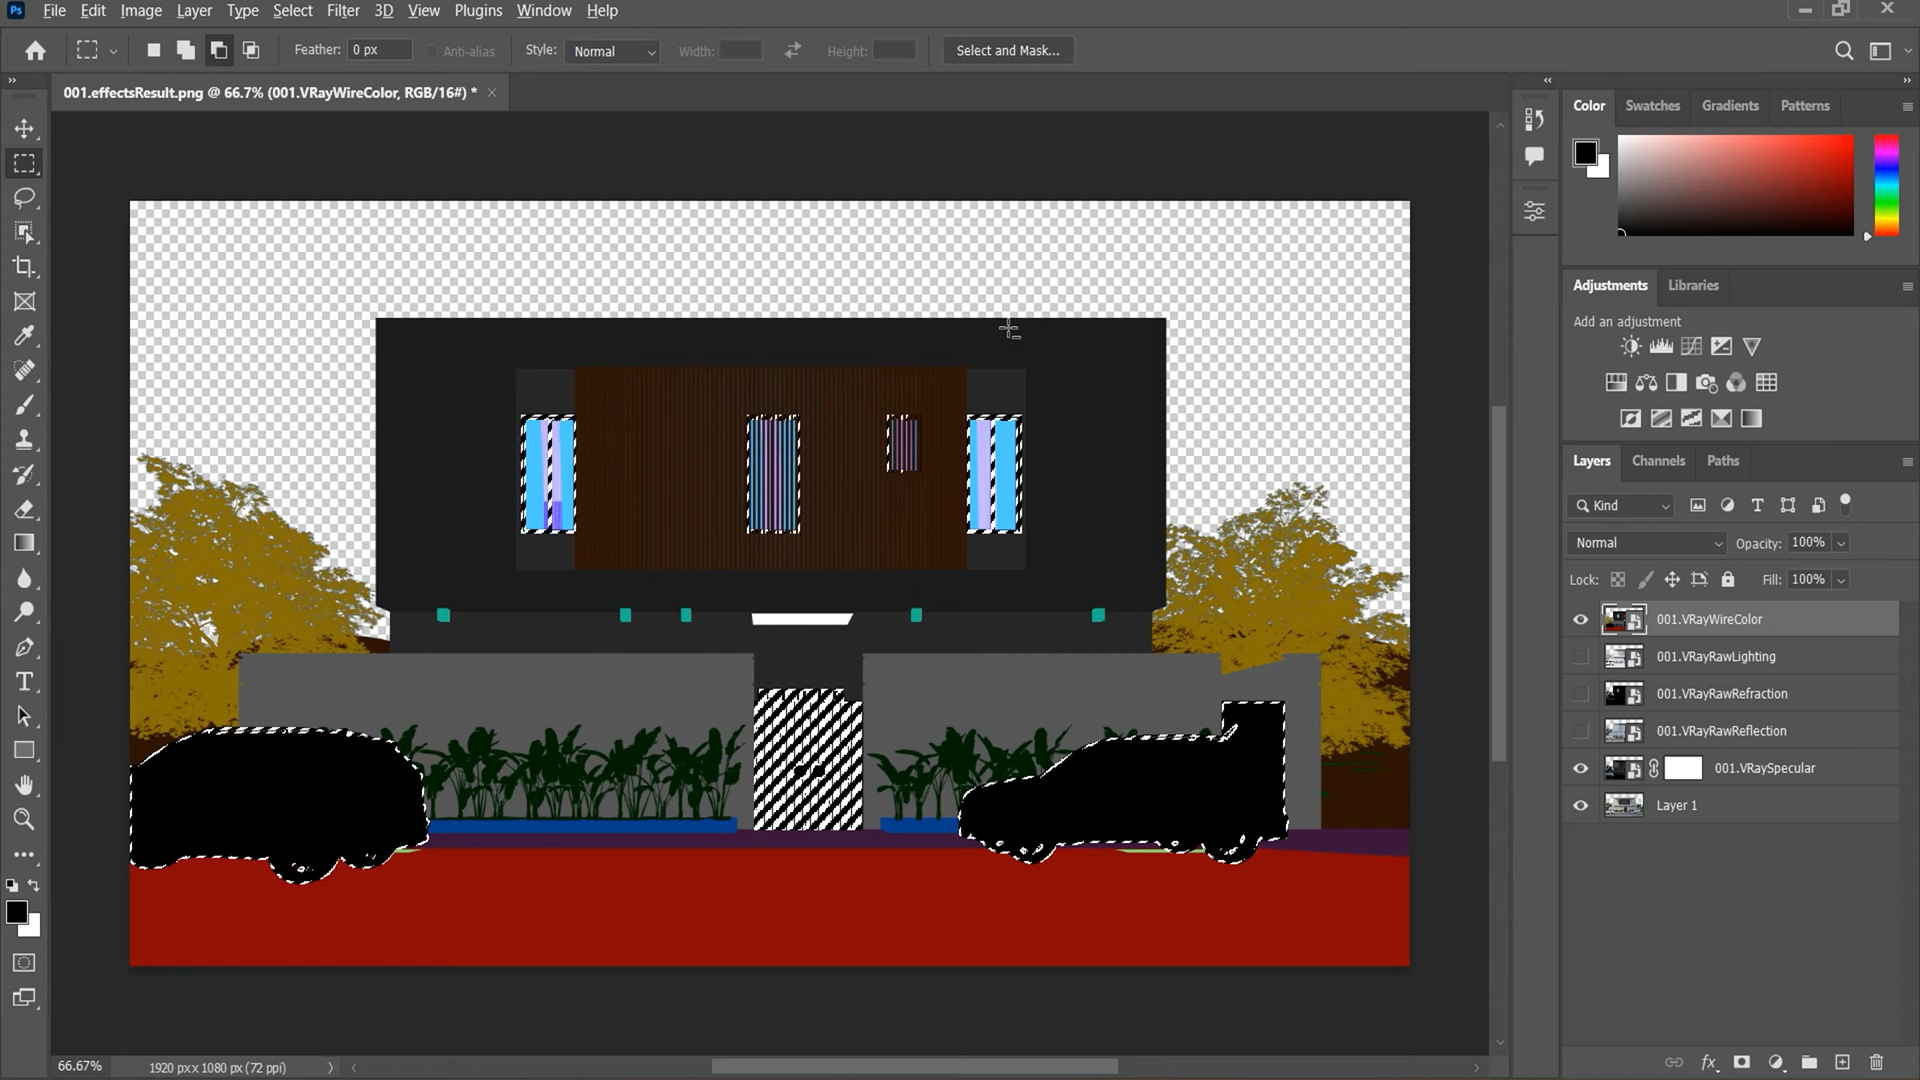 Ps File Edit Image Layer Type Select Filter 3D View Plugins Window Help
Feather: 0 px Anti-alias Style: Normal Width: Height: Select and Mask...
001.effectsResult.png @ 66.7% (001.VRayWireColor, RGB/16#) *
Color Swatches Gradients Patterns
Adjustments Libraries
Add an adjustment
Layers Channels Paths
Kind
Normal Opacity: 100%
Lock: Fill: 100%
001.VRayWireColor
001.VRayRawLighting
001.VRayRawRefraction
001.VRayRawReflection
001.VRaySpecular
Layer 1
66.67% 1920 px x 1080 px (72 ppi)
fx